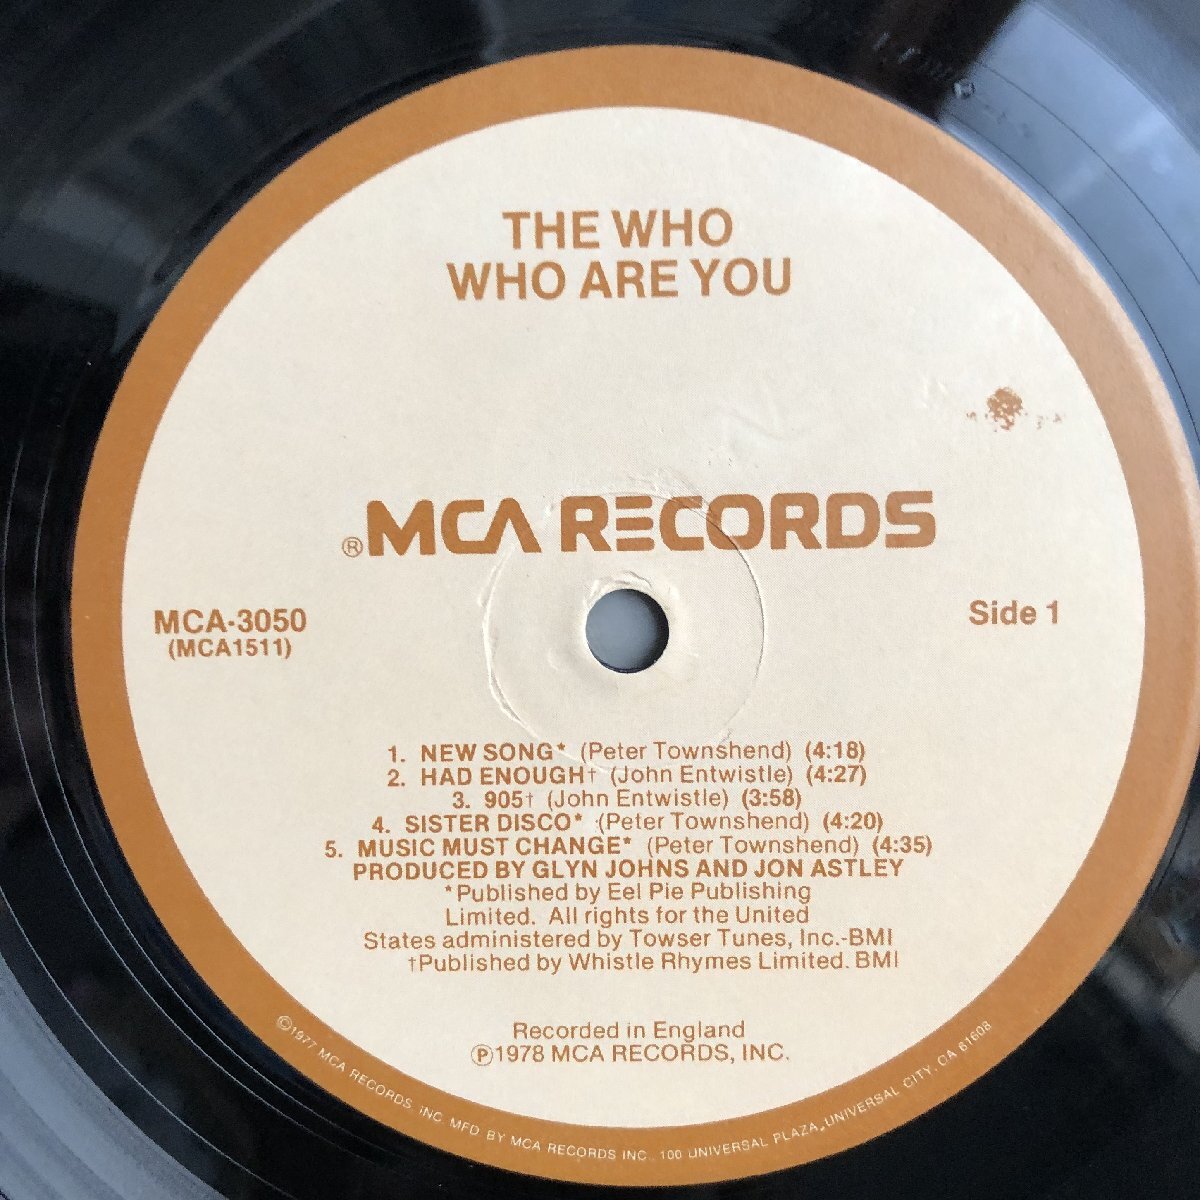 THE WHO
WHO ARE YOU
®MCA RECORDS
MCA-3050
(MCA1511)
Side 1
1. NEW SONG* (Peter Townshend) (4:18)
2. HAD ENOUGH† (John Entwistle) (4:27)
3. 905† (John Entwistle) (3:58)
4. SISTER DISCO* (Peter Townshend) (4:20)
5. MUSIC MUST CHANGE* (Peter Townshend) (4:35)
PRODUCED BY GLYN JOHNS AND JON ASTLEY
*Published by Eel Pie Publishing
Limited. All rights for the United
States administered by Towser Tunes, Inc.-BMI
†Published by Whistle Rhymes Limited. BMI
Recorded in England
℗1978 MCA RECORDS, INC.
©1977 MCA RECORDS, INC. MFD. BY MCA RECORDS INC., 100 UNIVERSAL PLAZA, UNIVERSAL CITY, CA 61608